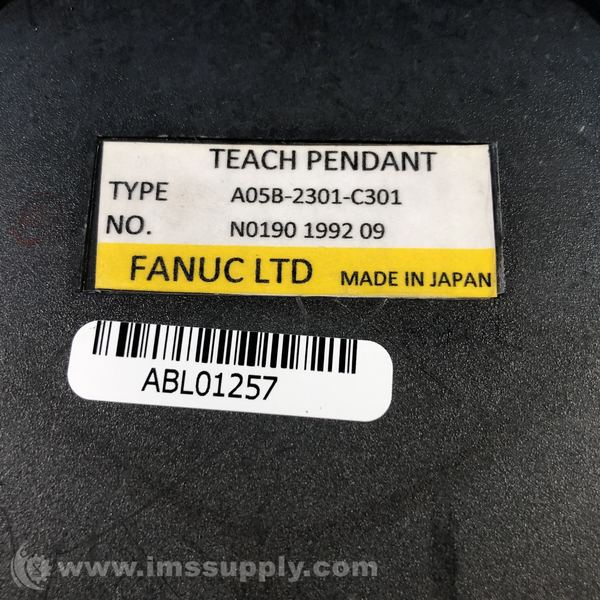 TEACH PENDANT
TYPE A05B-2301-C301
NO. N0190 1992 09
FANUC LTD MADE IN JAPAN
ABL01257
www.imssupply.com